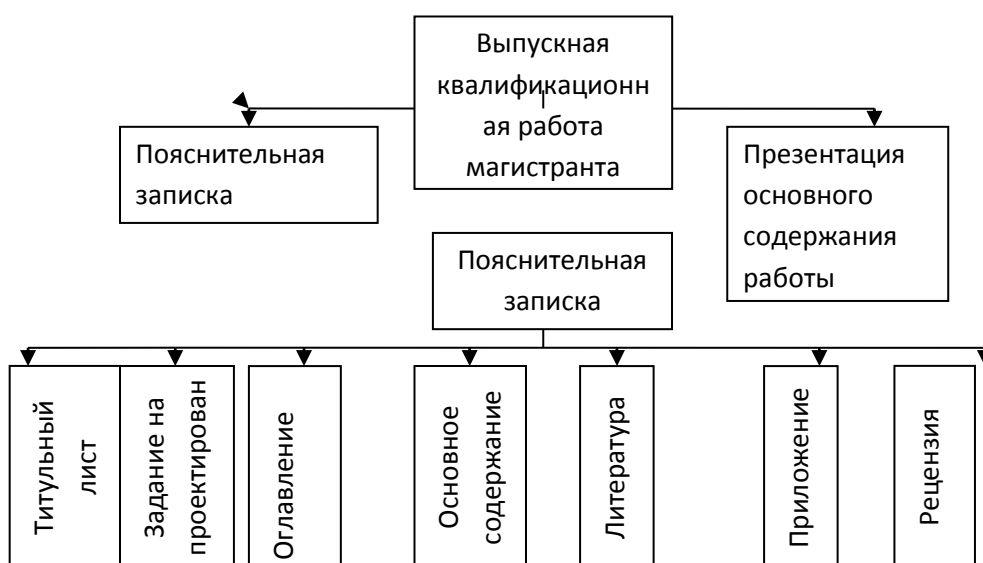 Выпускная
квалификационн
ая работа
магистранта
Пояснительная
записка
Презентация
основного
содержания
работы
Пояснительная
записка
Титульный
лист
Задание на
проектирован
Оглавление
Основное
содержание
Литература
Приложение
Рецензия